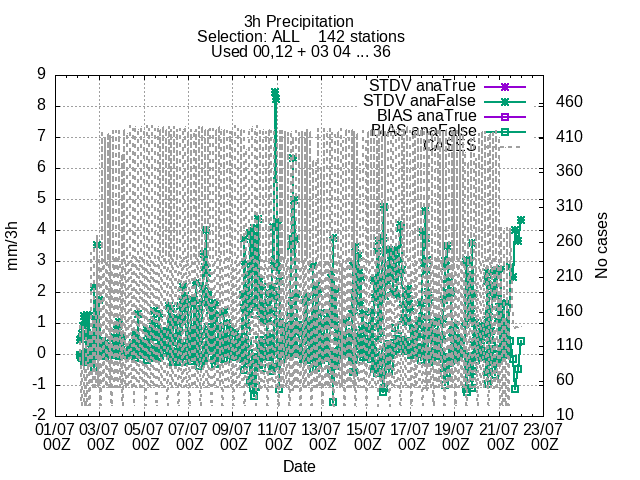 3h Precipitation
Selection: ALL 142 stations
Used 00,12 + 03 04 ... 36
STDV anaTrue
STDV anaFalse
BIAS anaTrue
BIAS anaFalse
CASES
9
8
7
6
5
4
3
2
1
0
-1
-2
mm/3h
460
410
360
310
260
210
160
110
60
10
No cases
01/07 03/07 05/07 07/07 09/07 11/07 13/07 15/07 17/07 19/07 21/07 23/07
00Z 00Z 00Z 00Z 00Z 00Z 00Z 00Z 00Z 00Z 00Z 00Z
Date